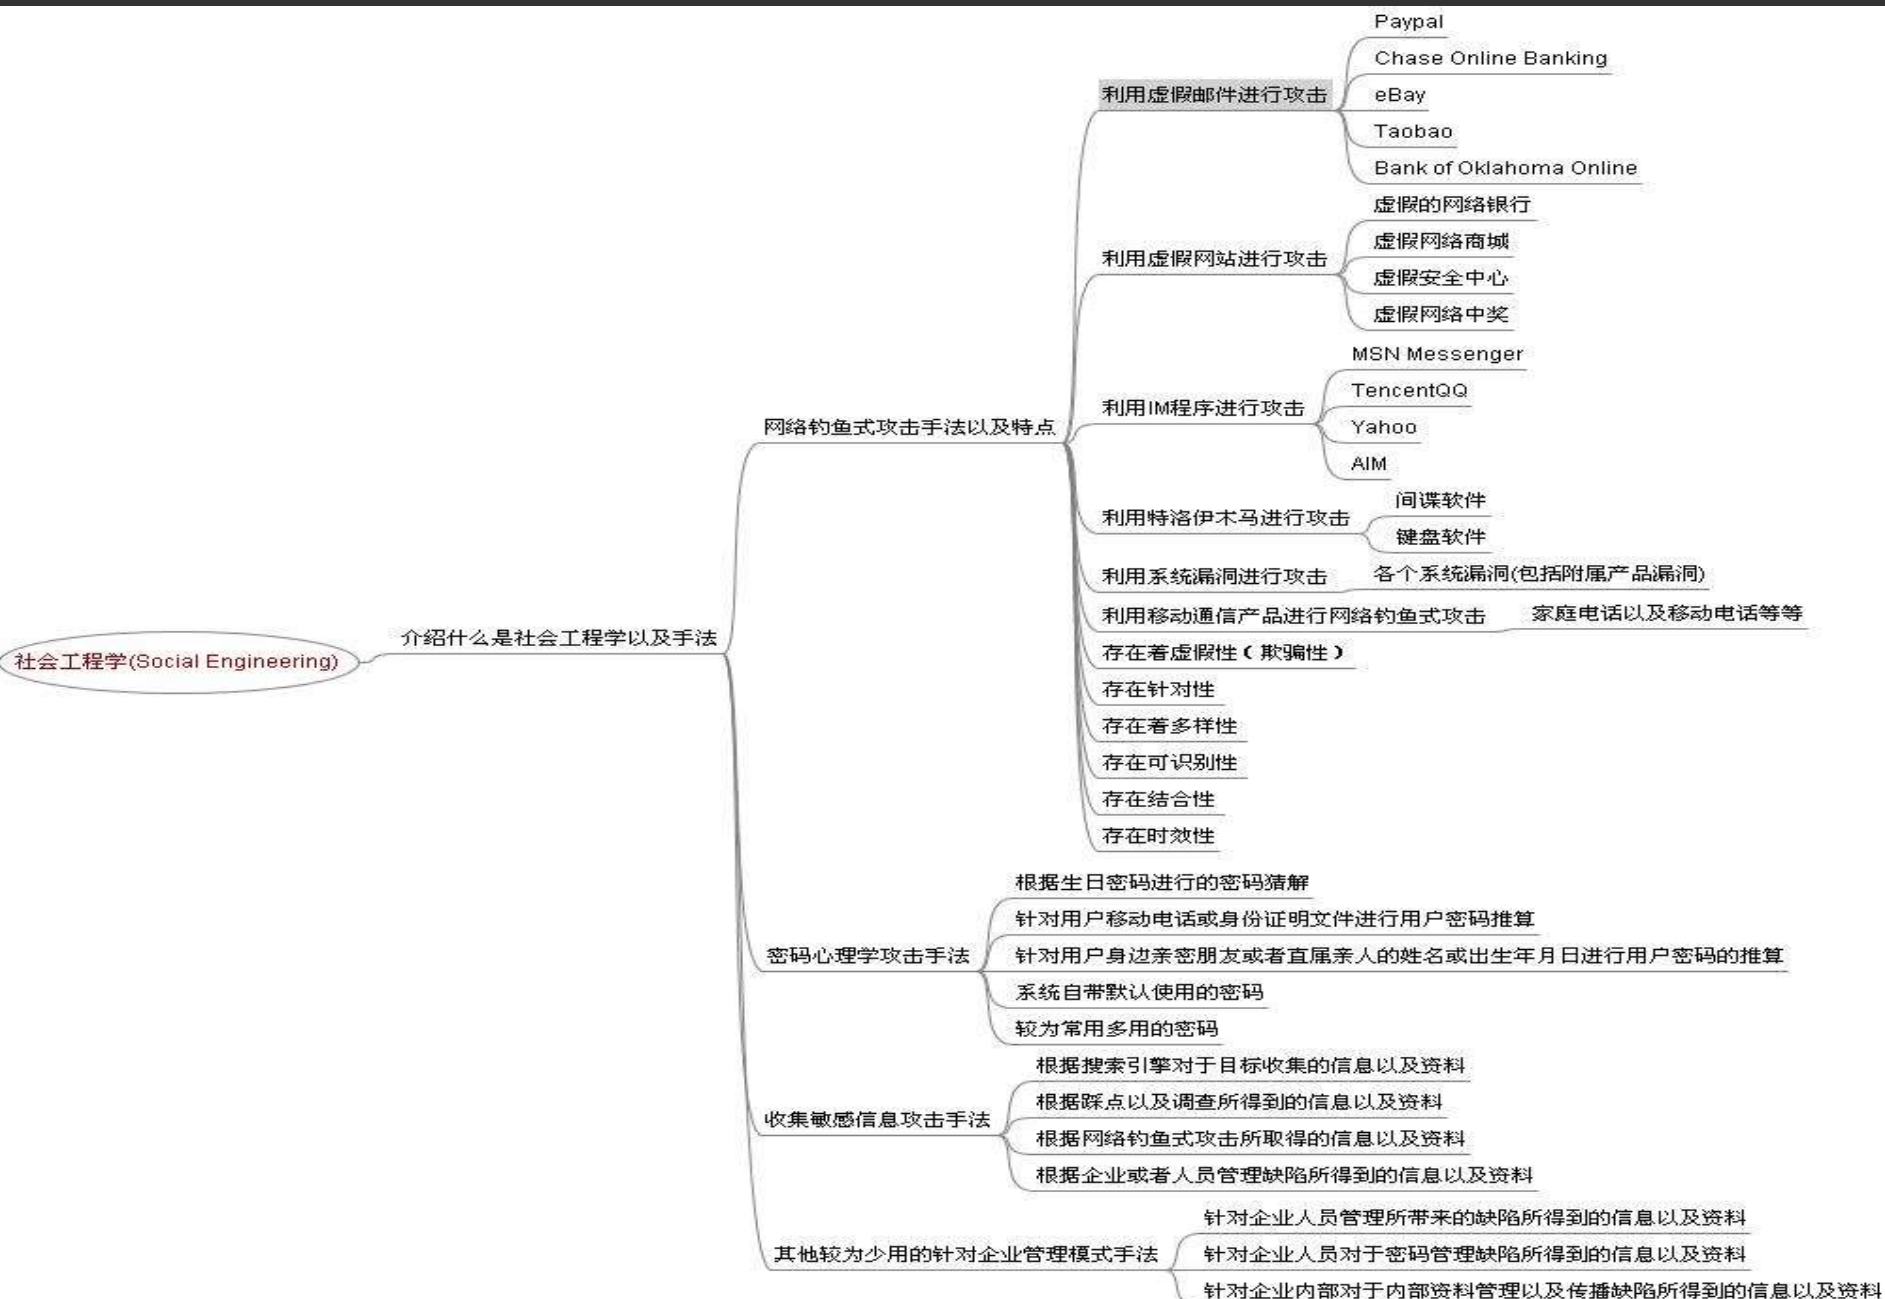 社会工程学(Social Engineering)
介绍什么是社会工程学以及手法
网络钓鱼式攻击手法以及特点
利用虚假邮件进行攻击
Paypal
Chase Online Banking
eBay
Taobao
Bank of Oklahoma Online
利用虚假网站进行攻击
虚假的网络银行
虚假网络商城
虚假安全中心
虚假网络中奖
利用IM程序进行攻击
MSN Messenger
TencentQQ
Yahoo
AIM
利用特洛伊木马进行攻击
间谍软件
键盘软件
利用系统漏洞进行攻击
各个系统漏洞(包括附属产品漏洞)
利用移动通信产品进行网络钓鱼式攻击
家庭电话以及移动电话等等
存在着虚假性(欺骗性)
存在针对性
存在着多样性
存在可识别性
存在结合性
存在时效性
密码心理学攻击手法
根据生日密码进行的密码猜解
针对用户移动电话或身份证明文件进行用户密码推算
针对用户身边亲密朋友或者直属亲人的姓名或出生年月日进行用户密码的推算
系统自带默认使用的密码
较为常用多用的密码
收集敏感信息攻击手法
根据搜索引擎对于目标收集的信息以及资料
根据踩点以及调查所得到的信息以及资料
根据网络钓鱼式攻击所取得的信息以及资料
根据企业或者人员管理缺陷所得到的信息以及资料
其他较为少用的针对企业管理模式手法
针对企业人员管理所带来的缺陷所得到的信息以及资料
针对企业人员对于密码管理缺陷所得到的信息以及资料
针对企业内部对于内部资料管理以及传播缺陷所得到的信息以及资料